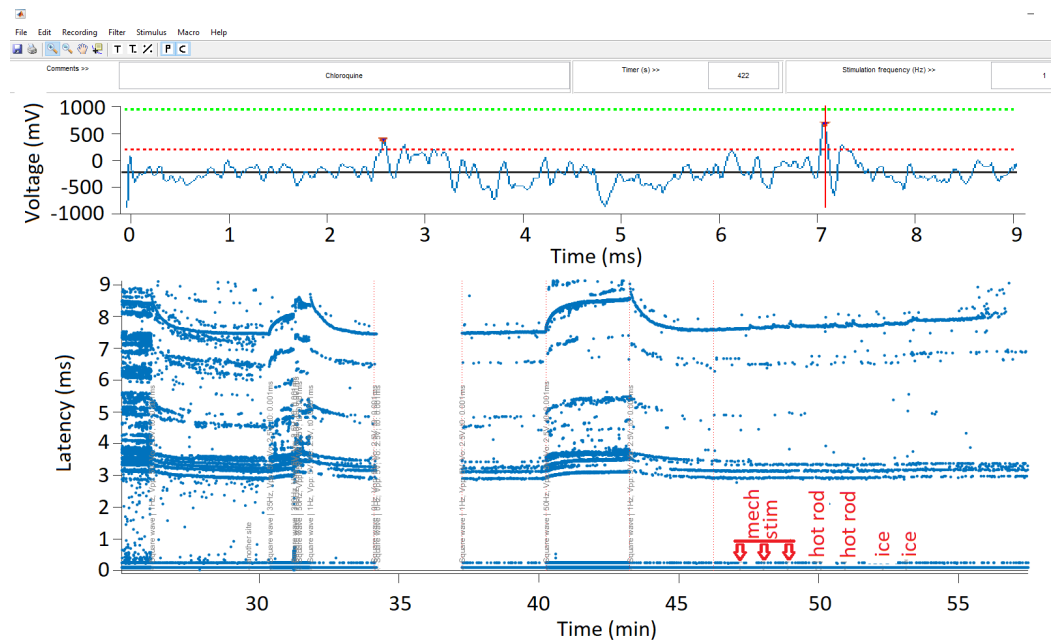 File Edit Recording Filter Stimulus Macro Help
T T. P C
Comments >> Chloroquine Timer (s) >> 422 Stimulation frequency (Hz) >> 1
Voltage (mV)
1000
500
0
-500
-1000
0 1 2 3 4 5 6 7 8 9
Time (ms)
Latency (ms)
9
8
7
6
5
4
3
2
1
0
another site
mech
stim
hot rod
hot rod
ice
ice
30 35 40 45 50 55
Time (min)